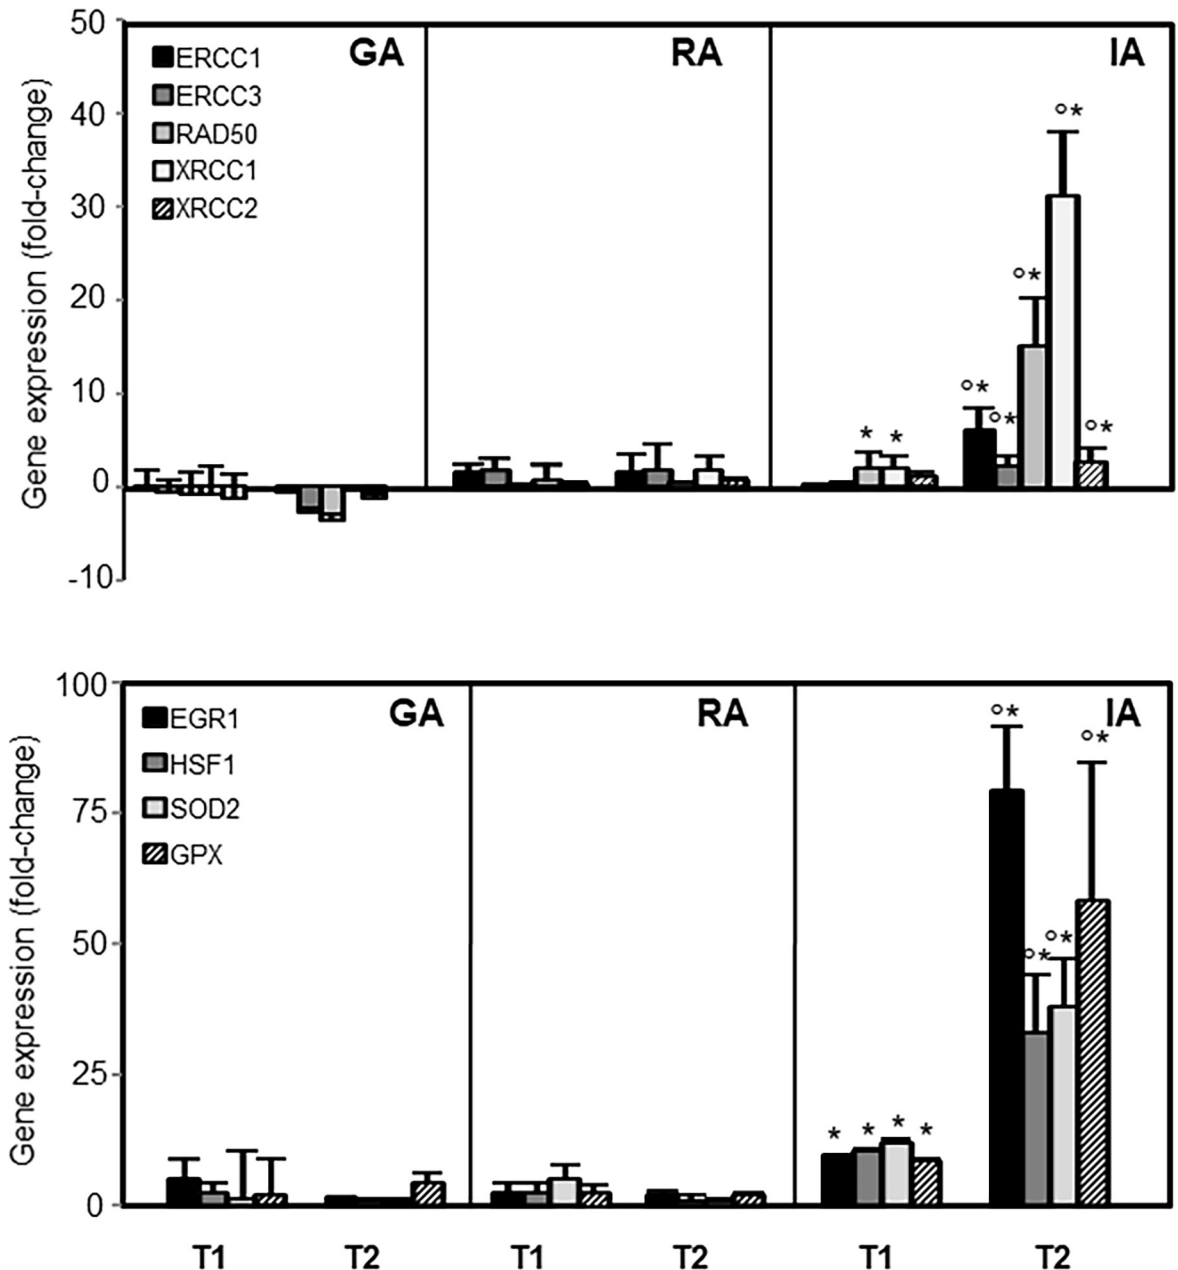 Gene expression (fold-change)
50
40
30
20
10
0
-10
ERCC1
ERCC3
RAD50
XRCC1
XRCC2
GA
RA
IA
* *
°* °* °* °* °*
Gene expression (fold-change)
100
75
50
25
0
EGR1
HSF1
SOD2
GPX
GA
RA
IA
* * * *
°* °* °* °*
T1 T2 T1 T2 T1 T2